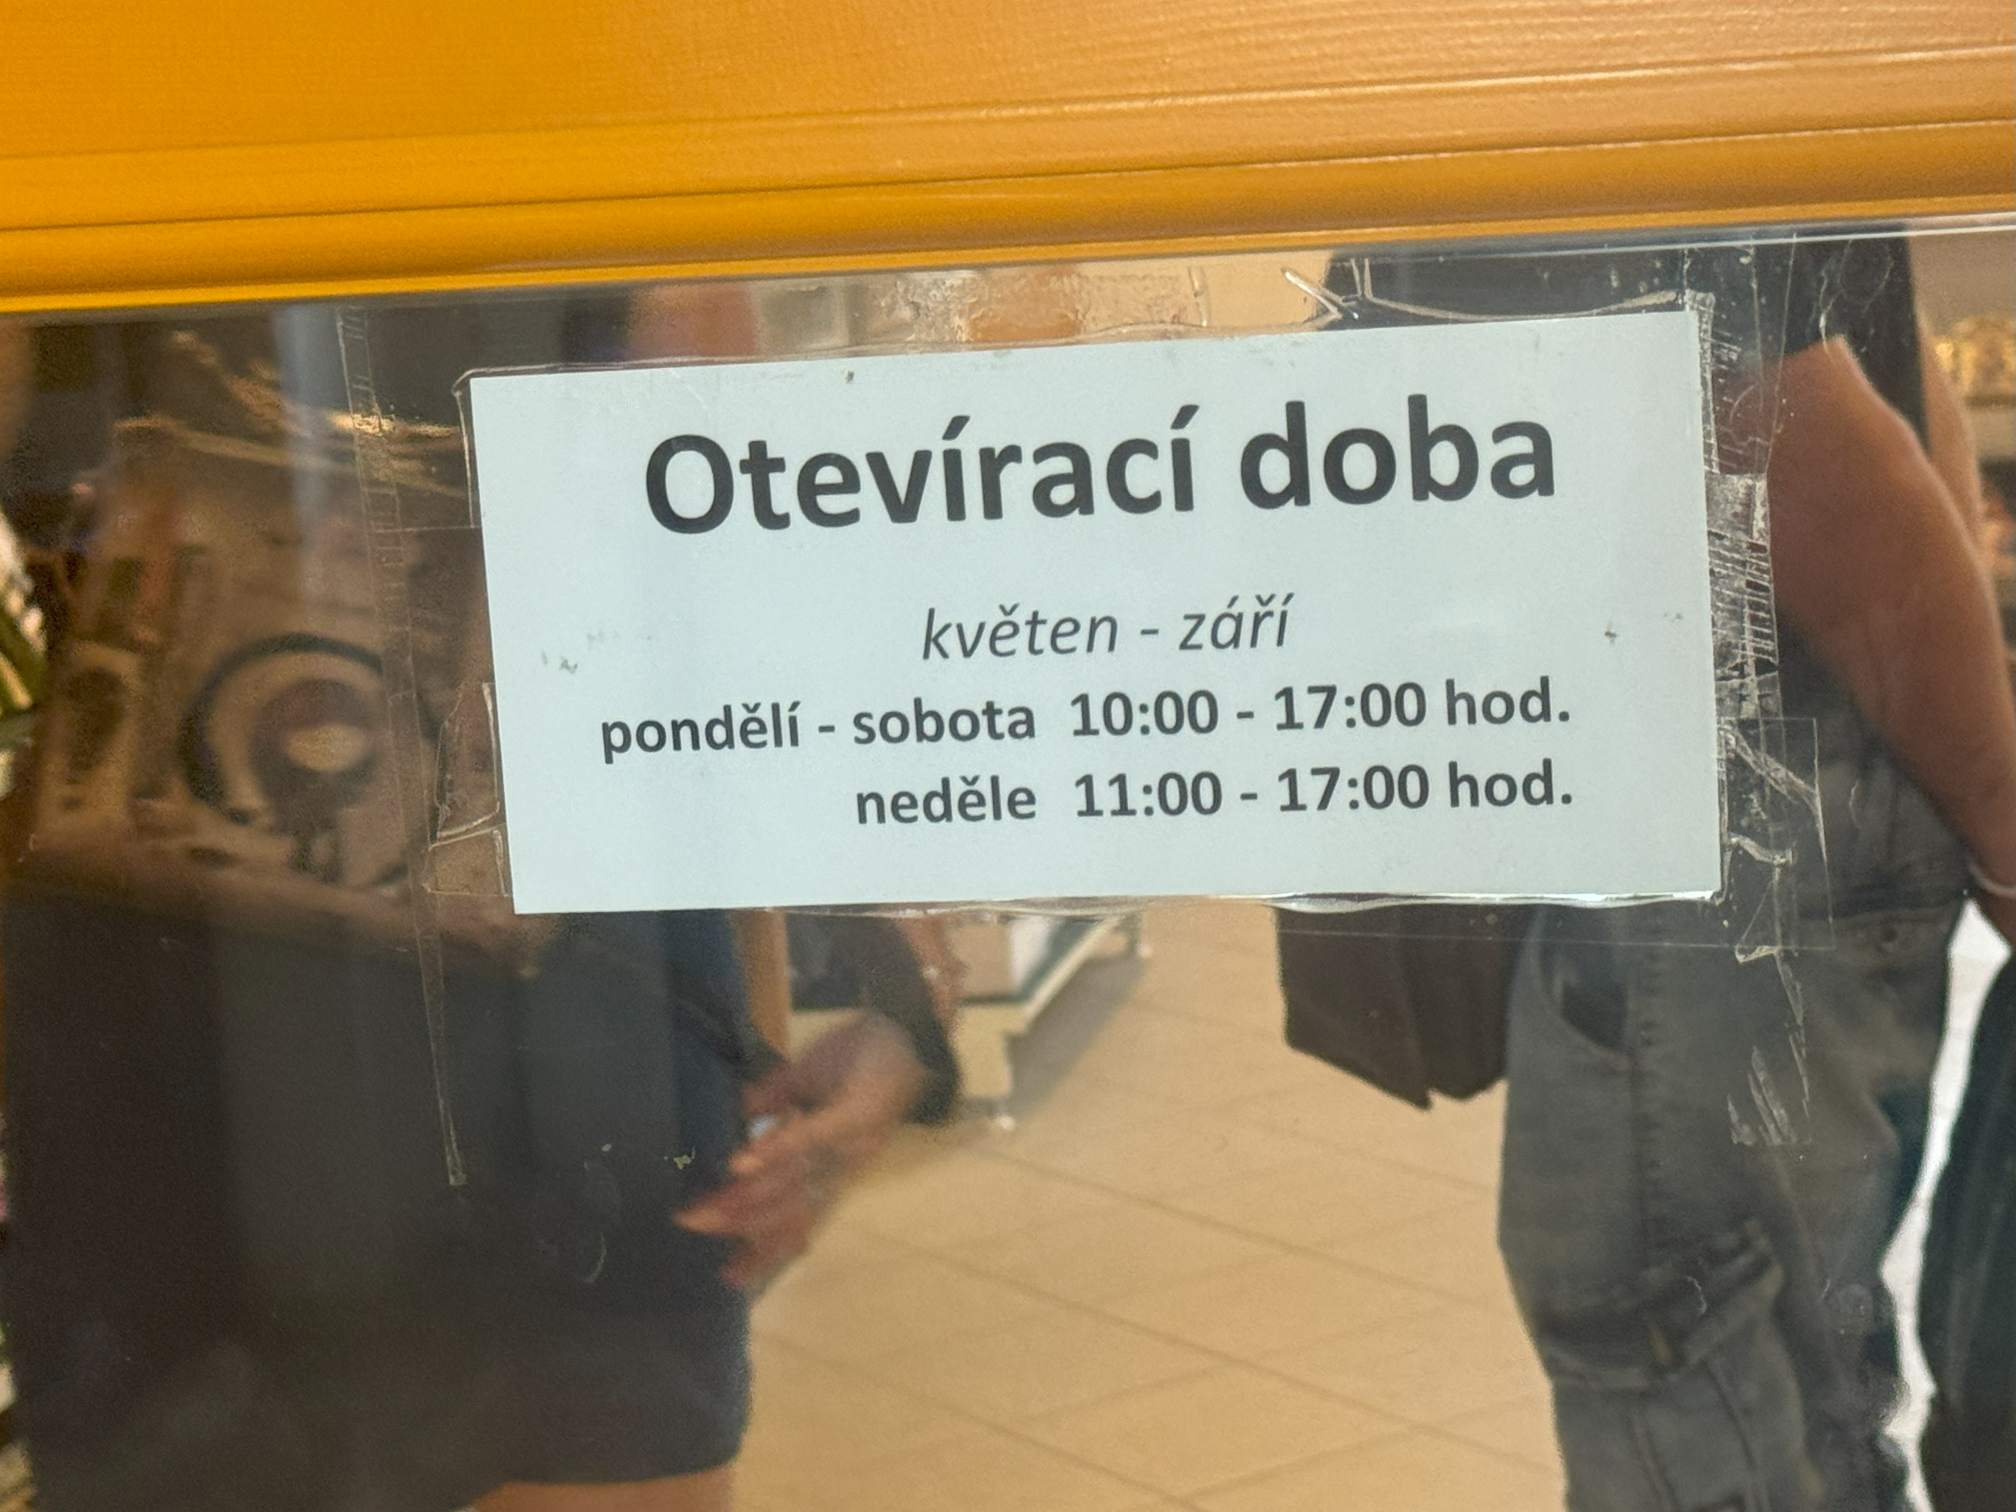 Otevírací doba
květen - září
pondělí - sobota 10:00 - 17:00 hod.
neděle 11:00 - 17:00 hod.